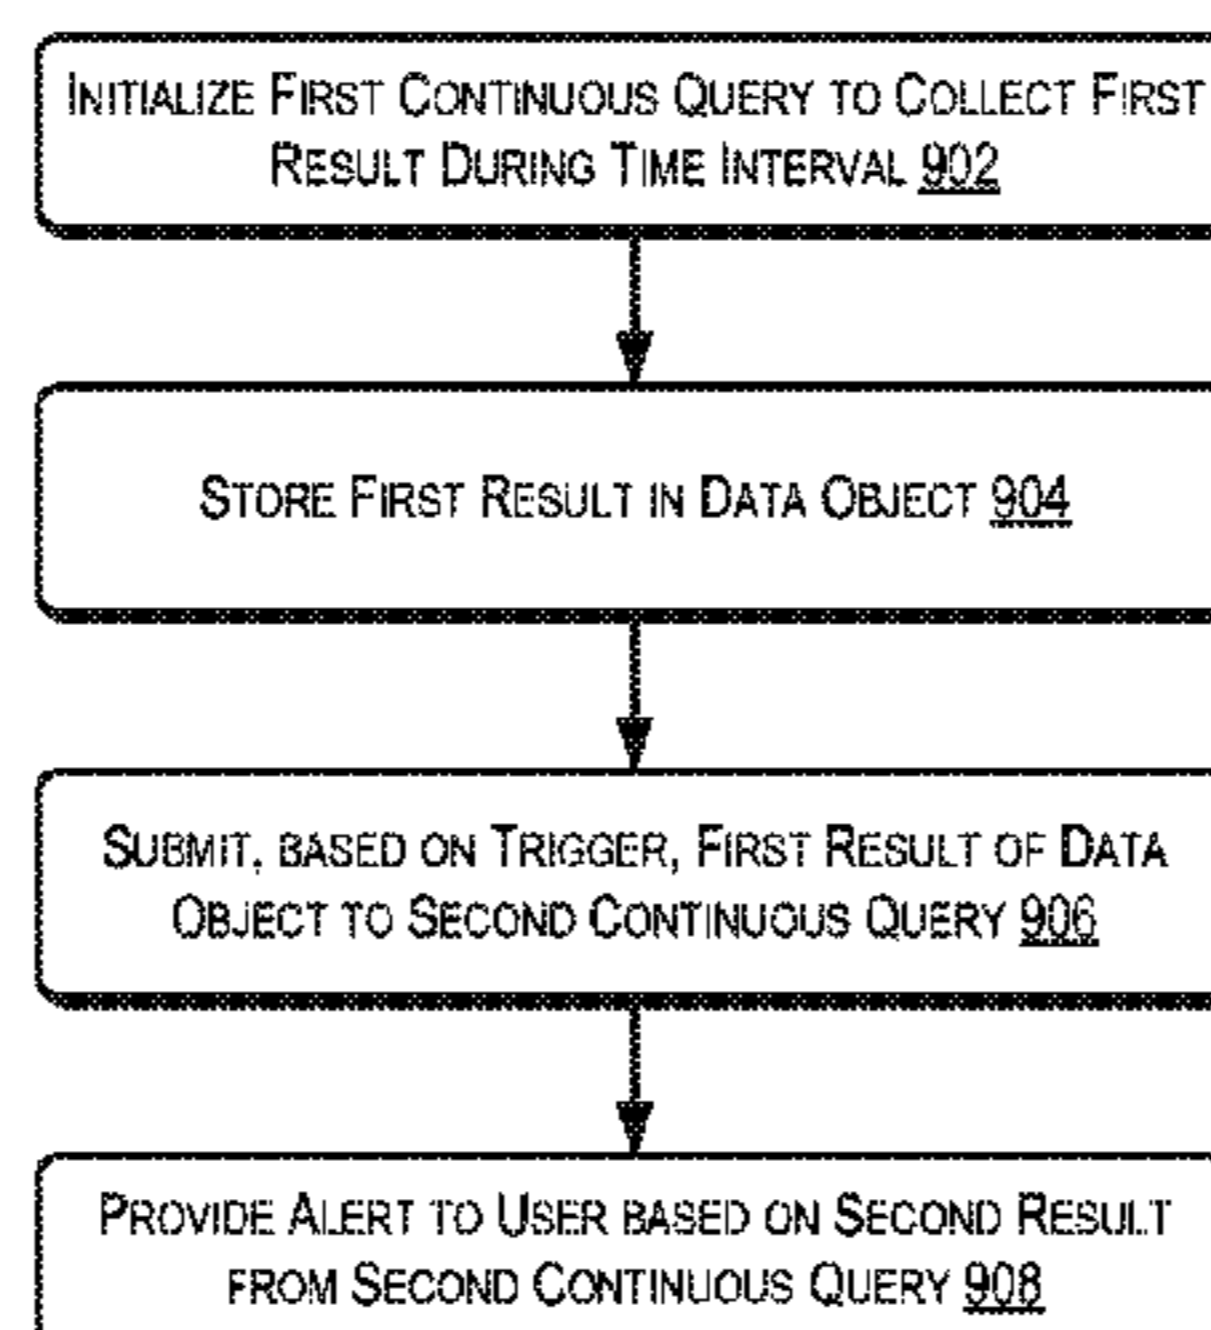 INITIALIZE FIRST CONTINUOUS QUERY TO COLLECT FIRST
RESULT DURING TIME INTERVAL 902
STORE FIRST RESULT IN DATA OBJECT 904
SUBMIT, BASED ON TRIGGER, FIRST RESULT OF DATA
OBJECT TO SECOND CONTINUOUS QUERY 906
PROVIDE ALERT TO USER BASED ON SECOND RESULT
FROM SECOND CONTINUOUS QUERY 908